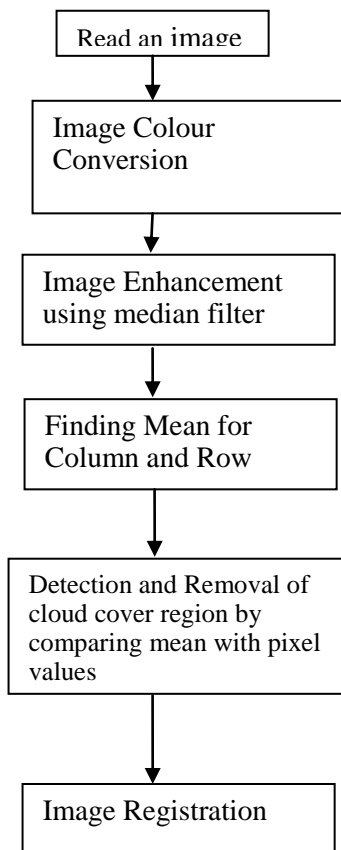 Read an image
Image Colour
Conversion
Image Enhancement
using median filter
Finding Mean for
Column and Row
Detection and Removal of
cloud cover region by
comparing mean with pixel
values
Image Registration